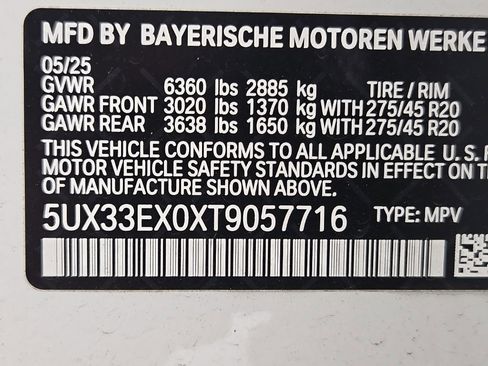 MFD BY BAYERISCHE MOTOREN WERKE
05/25
GVWR 6360 lbs 2885 kg TIRE / RIM
GAWR FRONT 3020 lbs 1370 kg WITH 275/45 R20
GAWR REAR 3638 lbs 1650 kg WITH 275/45 R20
THIS VEHICLE CONFORMS TO ALL APPLICABLE U. S. F
MOTOR VEHICLE SAFETY STANDARDS IN EFFECT ON T
OF MANUFACTURE SHOWN ABOVE.
5UX33EX0XT9057716 TYPE: MPV